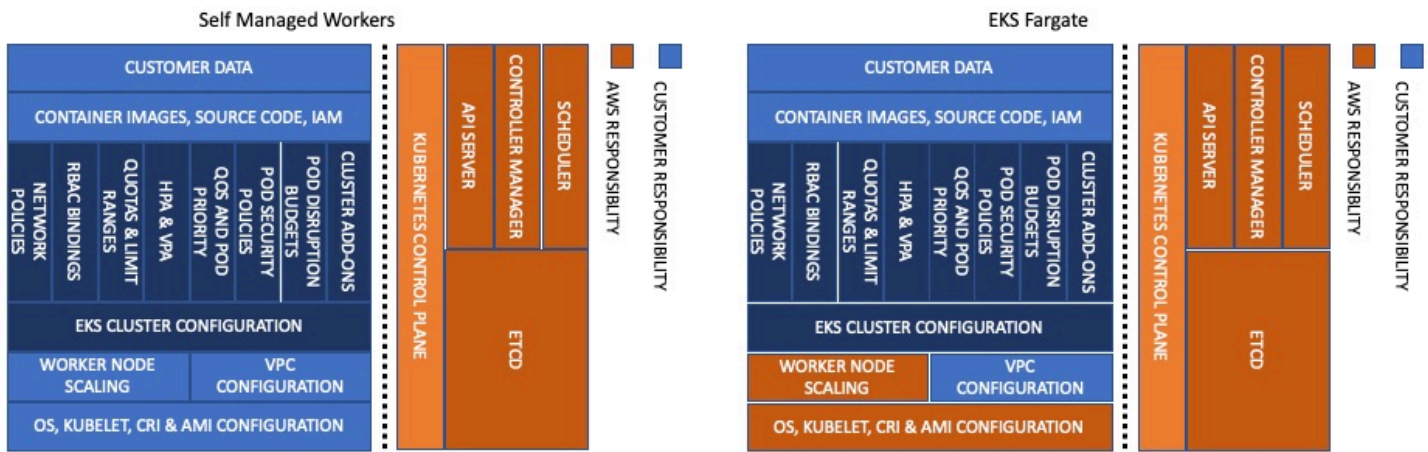 Self Managed Workers
CUSTOMER DATA
CONTAINER IMAGES, SOURCE CODE, IAM
NETWORK
POLICIES
RBAC BINDINGS
QUOTAS & LIMIT
RANGES
HPA & VPA
QOS AND POD
PRIORITY
POD SECURITY
POLICIES
POD DISRUPTION
BUDGETS
CLUSTER ADD-ONS
EKS CLUSTER CONFIGURATION
WORKER NODE
SCALING
VPC
CONFIGURATION
OS, KUBELET, CRI & AMI CONFIGURATION
KUBERNETES CONTROL PLANE
API SERVER
CONTROLLER MANAGER
SCHEDULER
ETCD
AWS RESPONSIBLITY
CUSTOMER RESPONSIBILITY
EKS Fargate
CUSTOMER DATA
CONTAINER IMAGES, SOURCE CODE, IAM
NETWORK
POLICIES
RBAC BINDINGS
QUOTAS & LIMIT
RANGES
HPA & VPA
QOS AND POD
PRIORITY
POD SECURITY
POLICIES
POD DISRUPTION
BUDGETS
CLUSTER ADD-ONS
EKS CLUSTER CONFIGURATION
WORKER NODE
SCALING
VPC
CONFIGURATION
OS, KUBELET, CRI & AMI CONFIGURATION
KUBERNETES CONTROL PLANE
API SERVER
CONTROLLER MANAGER
SCHEDULER
ETCD
AWS RESPONSIBLITY
CUSTOMER RESPONSIBILITY